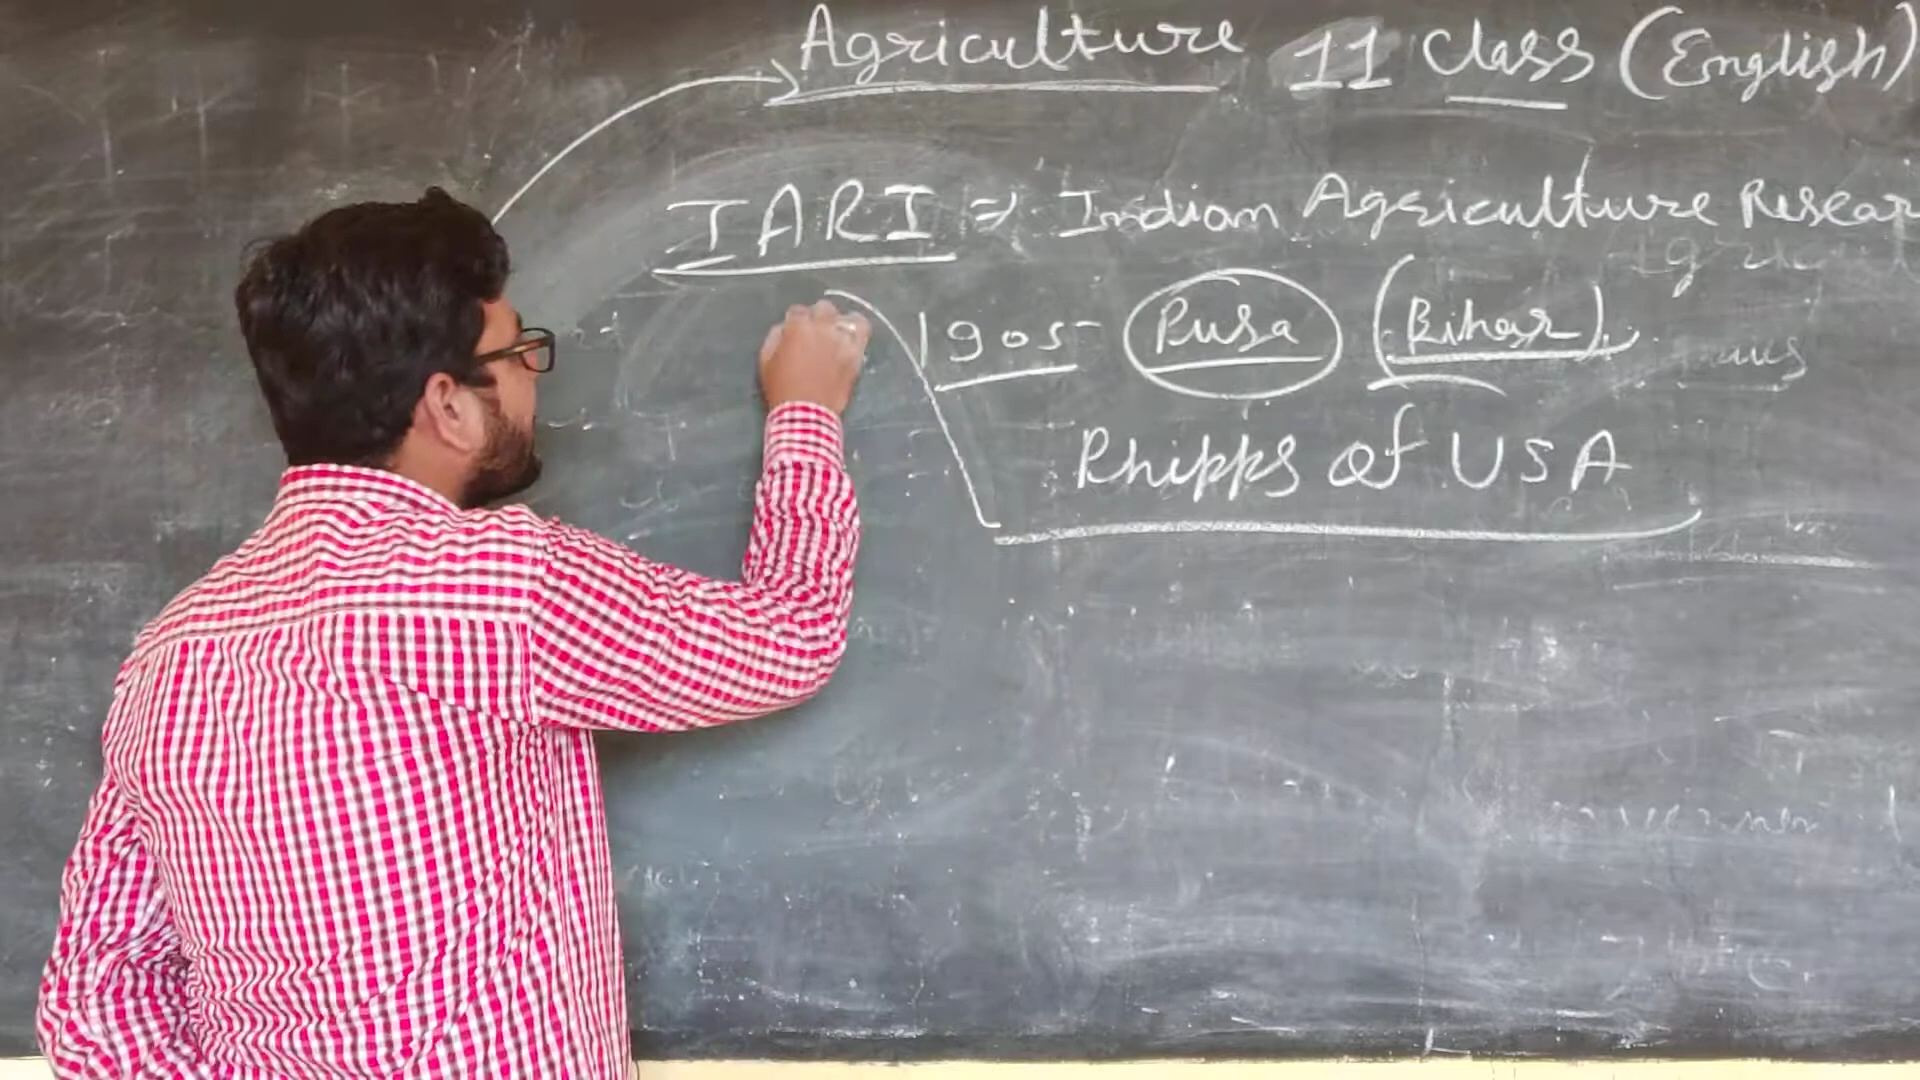 Agriculture 11 Class (English)
IARI ⇒ Indian Agriculture Resear
1905 Pusa (Bihar).
Phipps of USA